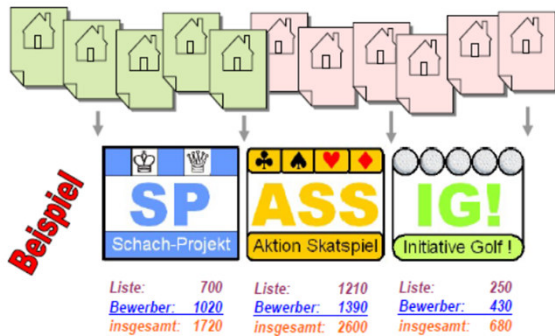 Beispiel
SP
Schach-Projekt
ASS
Aktion Skatspiel
IG!
Initiative Golf !
Liste: 700
Bewerber: 1020
insgesamt: 1720
Liste: 1210
Bewerber: 1390
insgesamt: 2600
Liste: 250
Bewerber: 430
insgesamt: 680